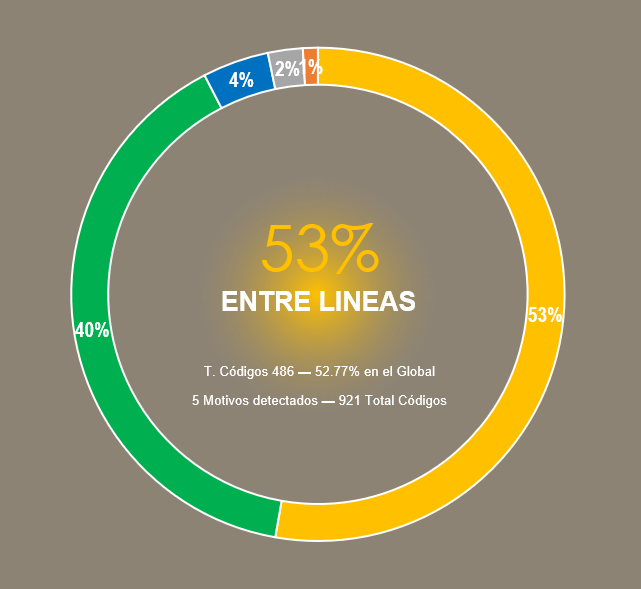 4%
2%
1%
53%
ENTRE LINEAS
53%
40%
T. Códigos 486 — 52.77% en el Global
5 Motivos detectados — 921 Total Códigos